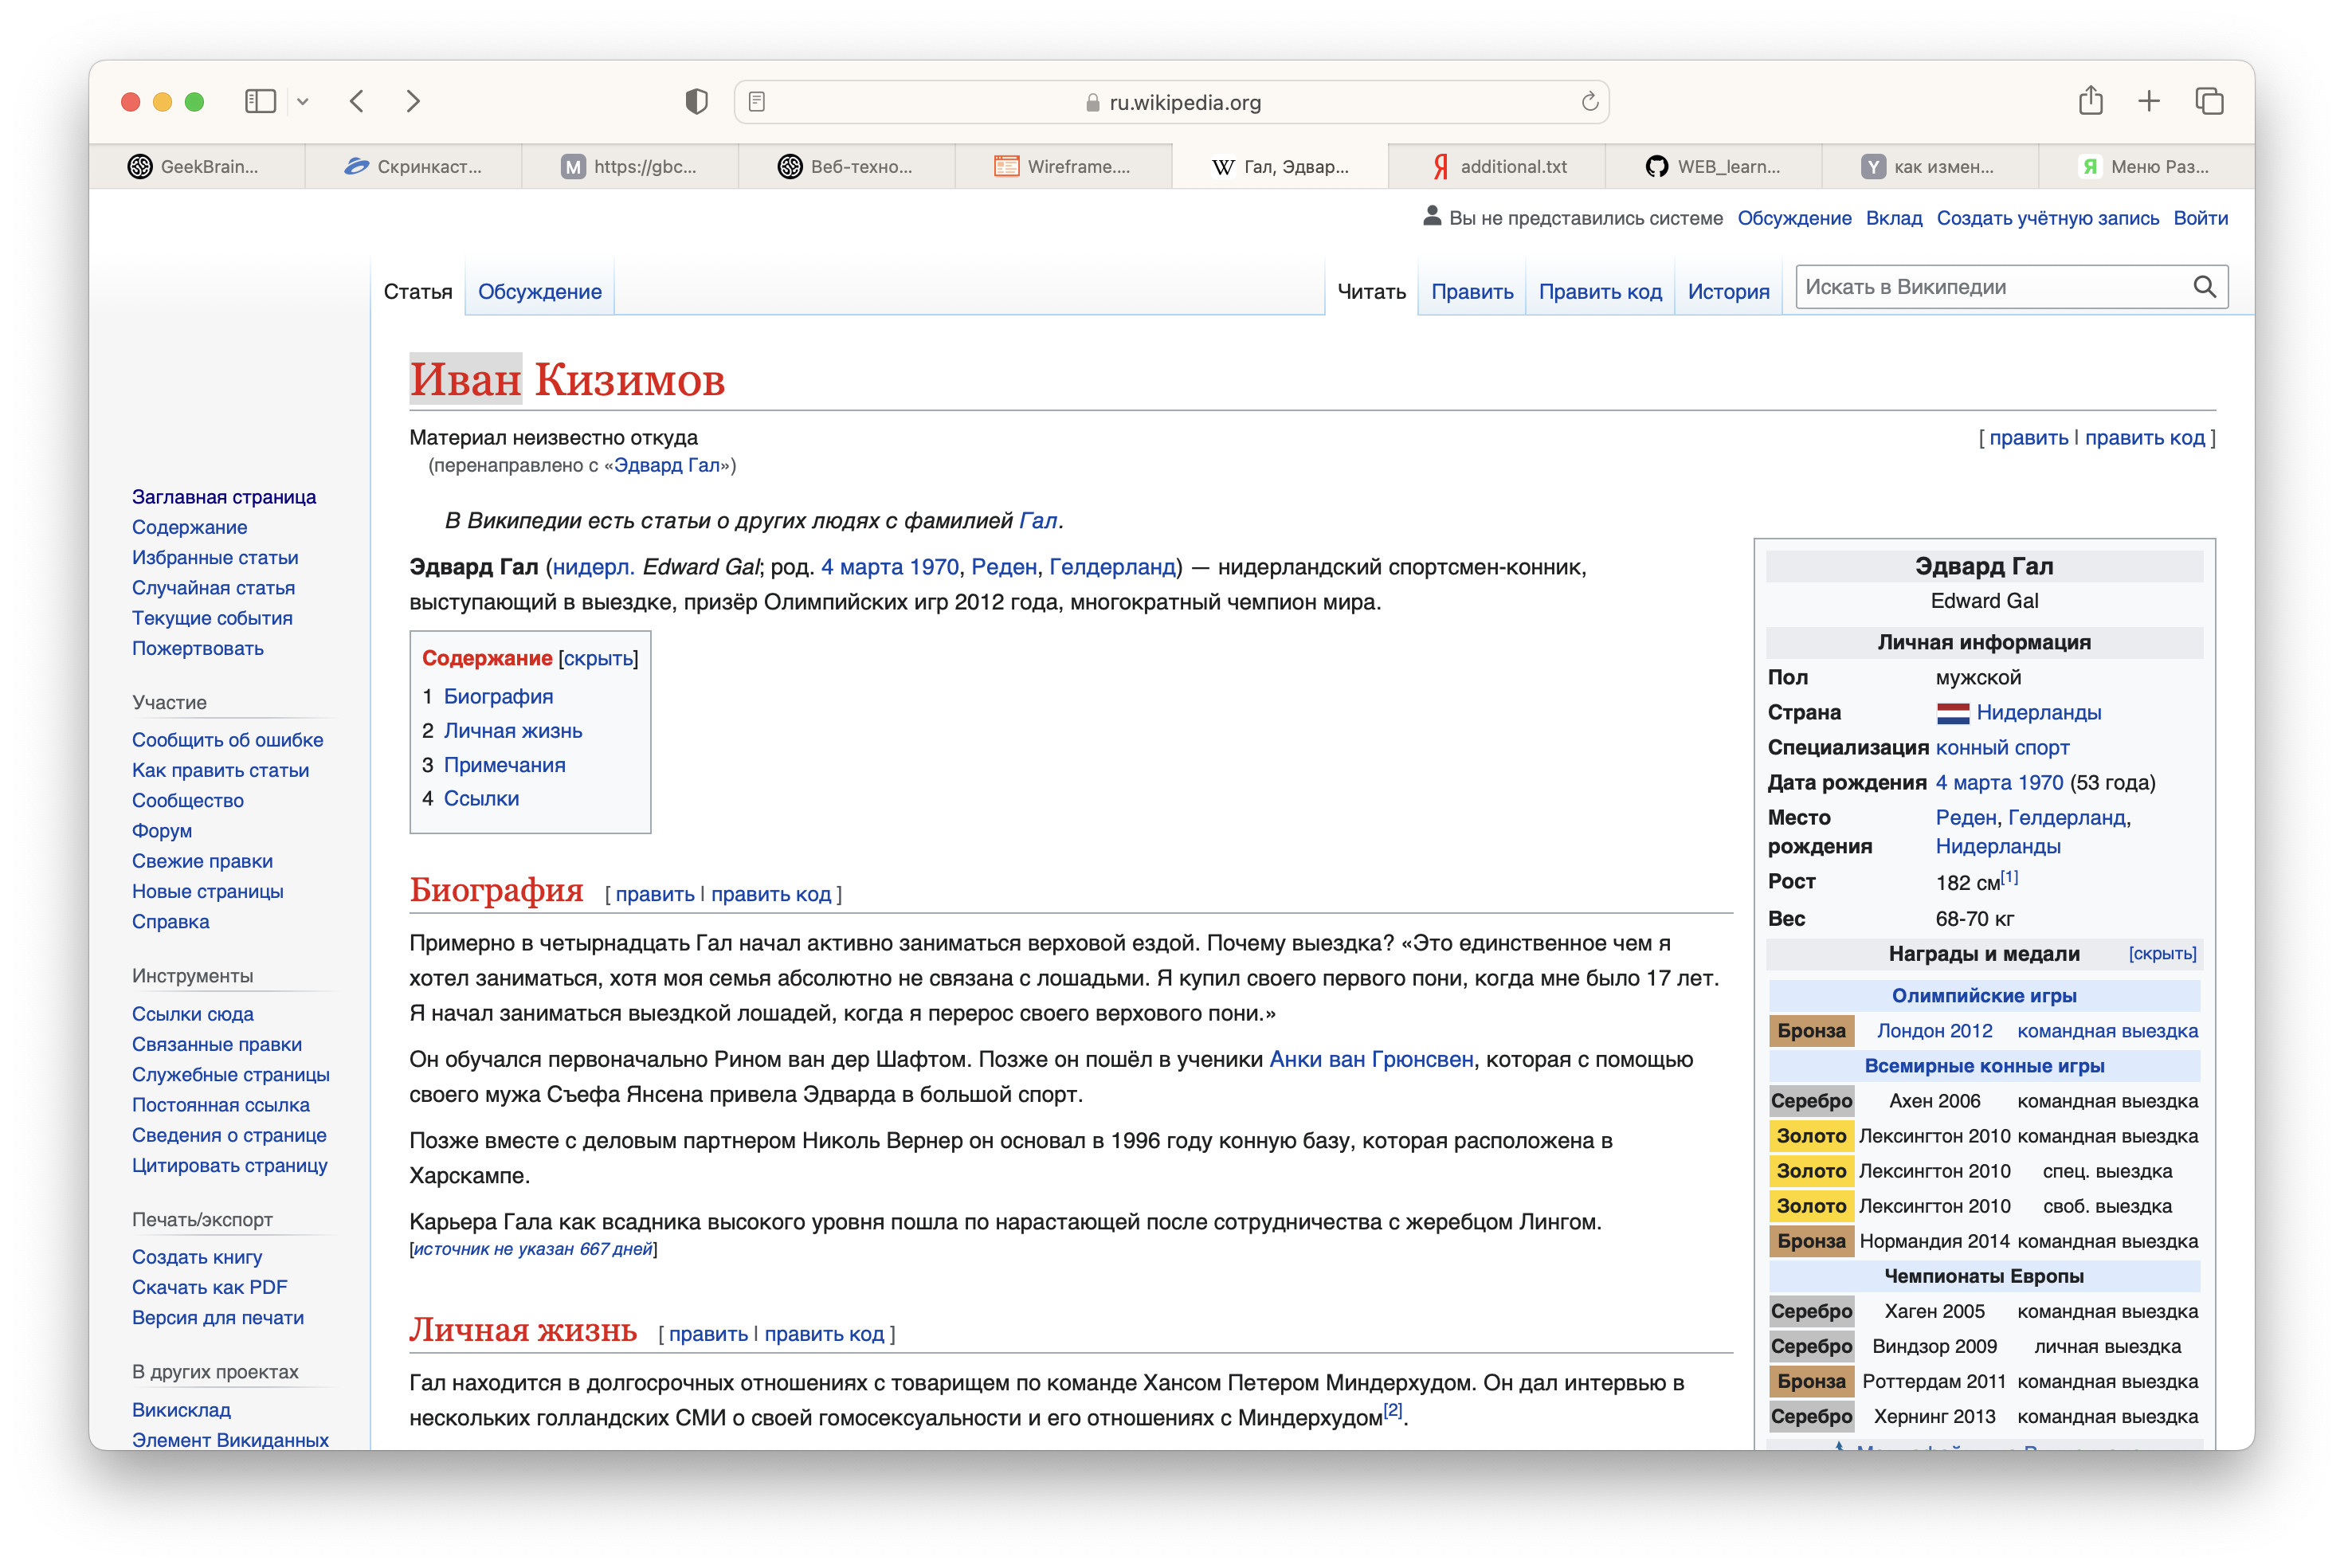 ru.wikipedia.org
GeekBrain...
Скринкаст...
M https://gbc...
Веб-техно...
Wireframe....
W Гал, Эдвар...
Я additional.txt
WEB_learn...
Y как измен...
Я Меню Раз...
Вы не представились системе Обсуждение Вклад Создать учётную запись Войти
Статья Обсуждение Читать Править Править код История Искать в Википедии
Заглавная страница
Содержание
Избранные статьи
Случайная статья
Текущие события
Пожертвовать
Участие
Сообщить об ошибке
Как править статьи
Сообщество
Форум
Свежие правки
Новые страницы
Справка
Инструменты
Ссылки сюда
Связанные правки
Служебные страницы
Постоянная ссылка
Сведения о странице
Цитировать страницу
Печать/экспорт
Создать книгу
Скачать как PDF
Версия для печати
В других проектах
Викисклад
Элемент Викиданных
Иван Кизимов
Материал неизвестно откуда
[ править | править код ]
(перенаправлено с «Эдвард Гал»)
В Википедии есть статьи о других людях с фамилией Гал.
Эдвард Гал (нидерл. Edward Gal; род. 4 марта 1970, Реден, Гелдерланд) — нидерландский спортсмен-конник,
выступающий в выездке, призёр Олимпийских игр 2012 года, многократный чемпион мира.
Содержание [скрыть]
1 Биография
2 Личная жизнь
3 Примечания
4 Ссылки
Биография [ править | править код ]
Примерно в четырнадцать Гал начал активно заниматься верховой ездой. Почему выездка? «Это единственное чем я
хотел заниматься, хотя моя семья абсолютно не связана с лошадьми. Я купил своего первого пони, когда мне было 17 лет.
Я начал заниматься выездкой лошадей, когда я перерос своего верхового пони.»
Он обучался первоначально Рином ван дер Шафтом. Позже он пошёл в ученики Анки ван Грюнсвен, которая с помощью
своего мужа Съефа Янсена привела Эдварда в большой спорт.
Позже вместе с деловым партнером Николь Вернер он основал в 1996 году конную базу, которая расположена в
Харскампе.
Карьера Гала как всадника высокого уровня пошла по нарастающей после сотрудничества с жеребцом Лингом.
[источник не указан 667 дней]
Личная жизнь [ править | править код ]
Гал находится в долгосрочных отношениях с товарищем по команде Хансом Петером Миндерхудом. Он дал интервью в
нескольких голландских СМИ о своей гомосексуальности и его отношениях с Миндерхудом[2].
Эдвард Гал
Edward Gal
Личная информация
Пол мужской
Страна Нидерланды
Специализация конный спорт
Дата рождения 4 марта 1970 (53 года)
Место Реден, Гелдерланд,
рождения Нидерланды
Рост 182 см[1]
Вес 68-70 кг
Награды и медали [скрыть]
Олимпийские игры
Бронза Лондон 2012 командная выездка
Всемирные конные игры
Серебро Ахен 2006 командная выездка
Золото Лексингтон 2010 командная выездка
Золото Лексингтон 2010 спец. выездка
Золото Лексингтон 2010 своб. выездка
Бронза Нормандия 2014 командная выездка
Чемпионаты Европы
Серебро Хаген 2005 командная выездка
Серебро Виндзор 2009 личная выездка
Бронза Роттердам 2011 командная выездка
Серебро Хернинг 2013 командная выездка